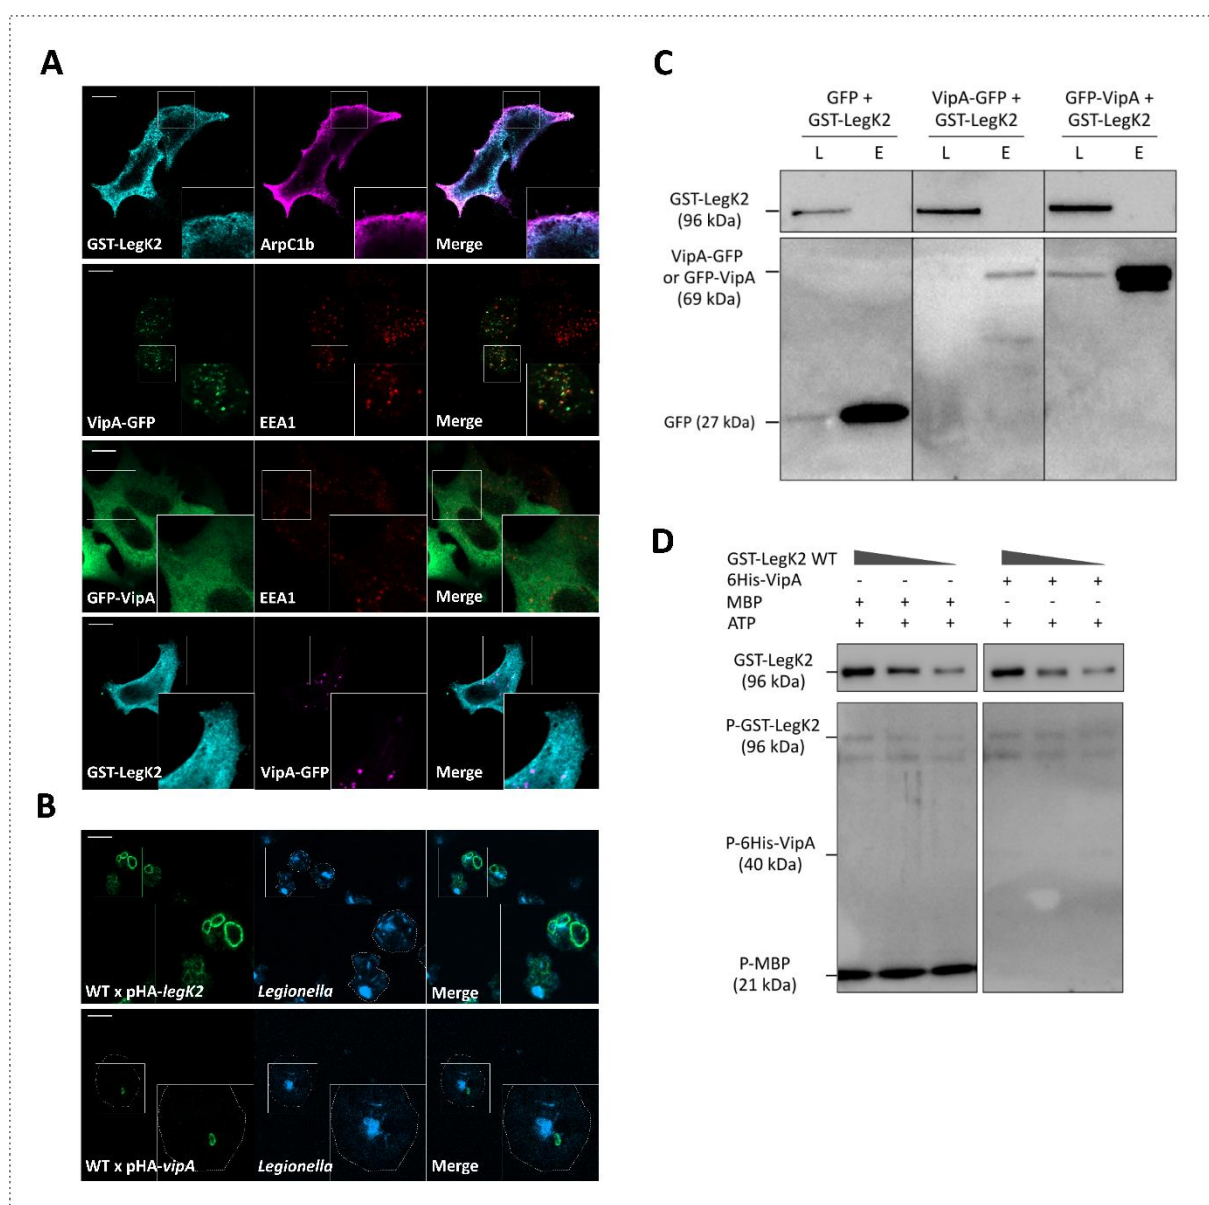 A
GST-LegK2 ArpC1b Merge
VipA-GFP EEA1 Merge
GFP-VipA EEA1 Merge
GST-LegK2 VipA-GFP Merge
B
WT x pHA-legK2 Legionella Merge
WT x pHA-vipA Legionella Merge
C
GFP + VipA-GFP + GFP-VipA +
GST-LegK2 GST-LegK2 GST-LegK2
L E L E L E
GST-LegK2
(96 kDa)
VipA-GFP
or GFP-VipA
(69 kDa)
GFP (27 kDa)
D
GST-LegK2 WT
6His-VipA - - - + + +
MBP + + + - - -
ATP + + + + + +
GST-LegK2
(96 kDa)
P-GST-LegK2
(96 kDa)
P-6His-VipA
(40 kDa)
P-MBP
(21 kDa)